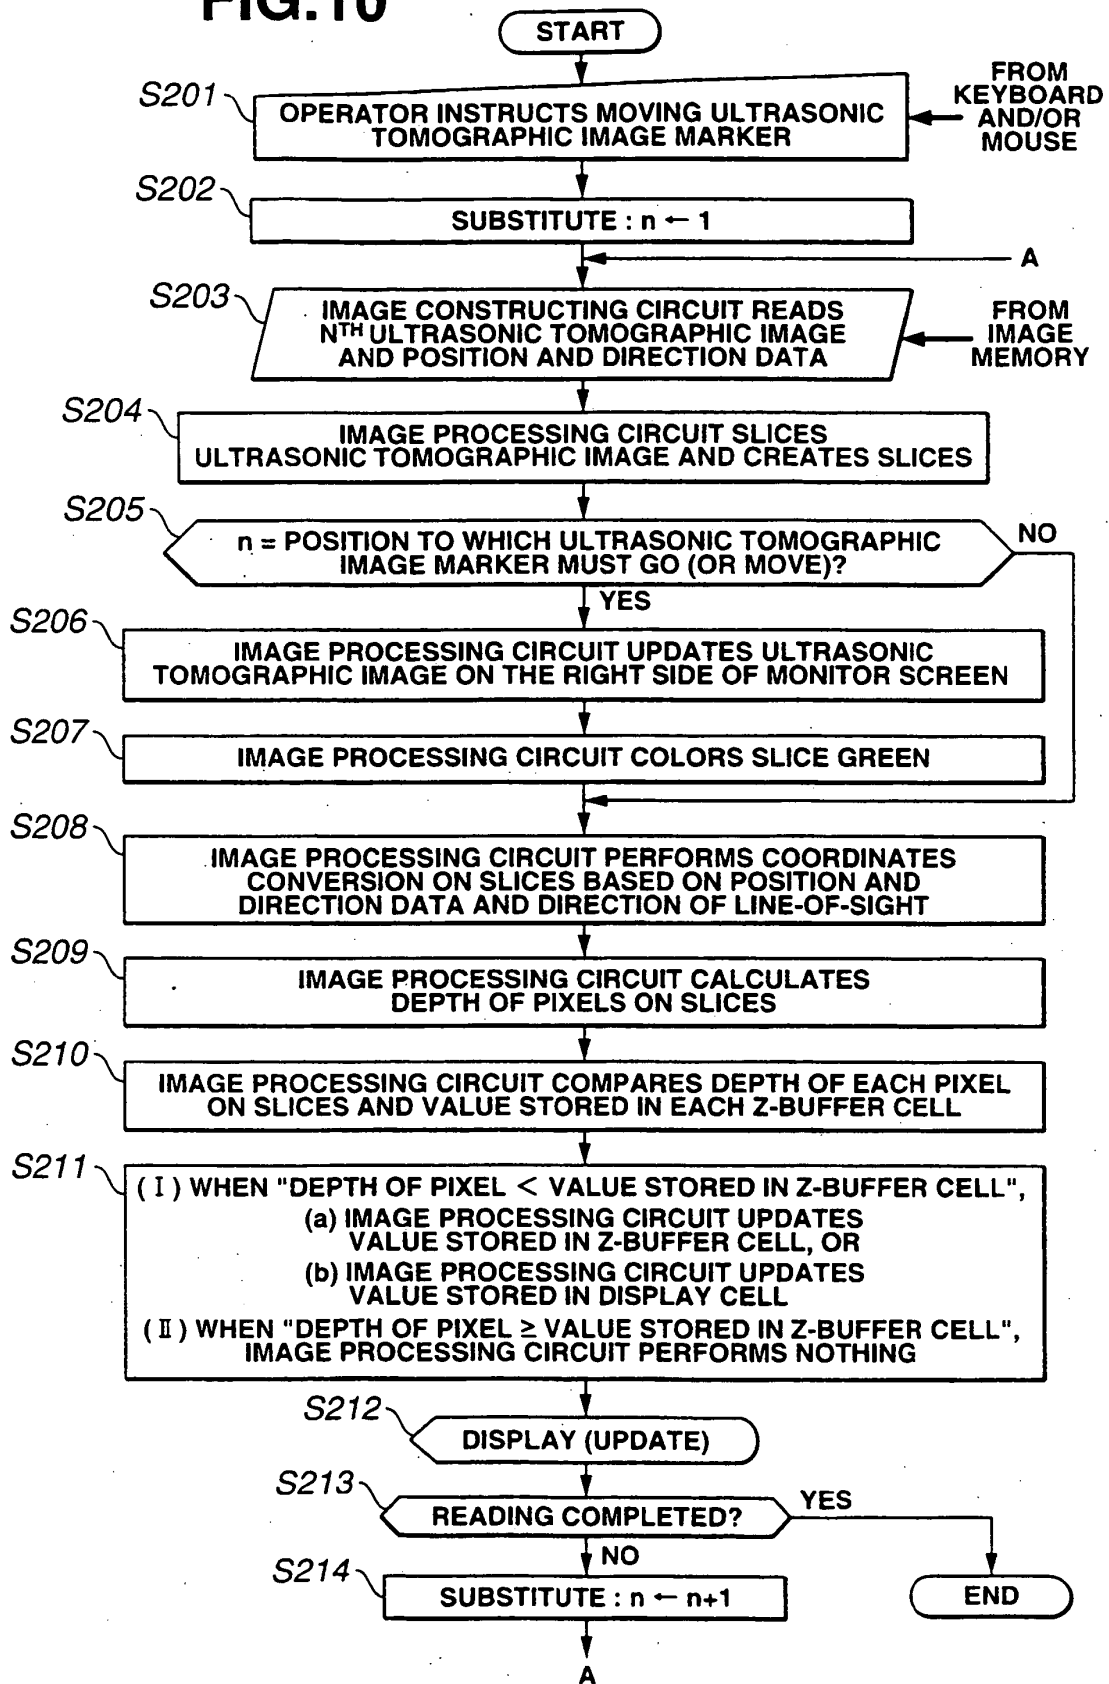 FIG.10
START
S201
OPERATOR INSTRUCTS MOVING ULTRASONIC
TOMOGRAPHIC IMAGE MARKER
FROM
KEYBOARD
AND/OR
MOUSE
S202
SUBSTITUTE : n ← 1
A
S203
IMAGE CONSTRUCTING CIRCUIT READS
NTH ULTRASONIC TOMOGRAPHIC IMAGE
AND POSITION AND DIRECTION DATA
FROM
IMAGE
MEMORY
S204
IMAGE PROCESSING CIRCUIT SLICES
ULTRASONIC TOMOGRAPHIC IMAGE AND CREATES SLICES
S205
n = POSITION TO WHICH ULTRASONIC TOMOGRAPHIC
IMAGE MARKER MUST GO (OR MOVE)?
NO
YES
S206
IMAGE PROCESSING CIRCUIT UPDATES ULTRASONIC
TOMOGRAPHIC IMAGE ON THE RIGHT SIDE OF MONITOR SCREEN
S207
IMAGE PROCESSING CIRCUIT COLORS SLICE GREEN
S208
IMAGE PROCESSING CIRCUIT PERFORMS COORDINATES
CONVERSION ON SLICES BASED ON POSITION AND
DIRECTION DATA AND DIRECTION OF LINE-OF-SIGHT
S209
IMAGE PROCESSING CIRCUIT CALCULATES
DEPTH OF PIXELS ON SLICES
S210
IMAGE PROCESSING CIRCUIT COMPARES DEPTH OF EACH PIXEL
ON SLICES AND VALUE STORED IN EACH Z-BUFFER CELL
S211
(Ⅰ) WHEN "DEPTH OF PIXEL < VALUE STORED IN Z-BUFFER CELL",
(a) IMAGE PROCESSING CIRCUIT UPDATES
VALUE STORED IN Z-BUFFER CELL, OR
(b) IMAGE PROCESSING CIRCUIT UPDATES
VALUE STORED IN DISPLAY CELL
(Ⅱ) WHEN "DEPTH OF PIXEL ≥ VALUE STORED IN Z-BUFFER CELL",
IMAGE PROCESSING CIRCUIT PERFORMS NOTHING
S212
DISPLAY (UPDATE)
S213
READING COMPLETED?
YES
NO
S214
SUBSTITUTE : n ← n+1
END
A